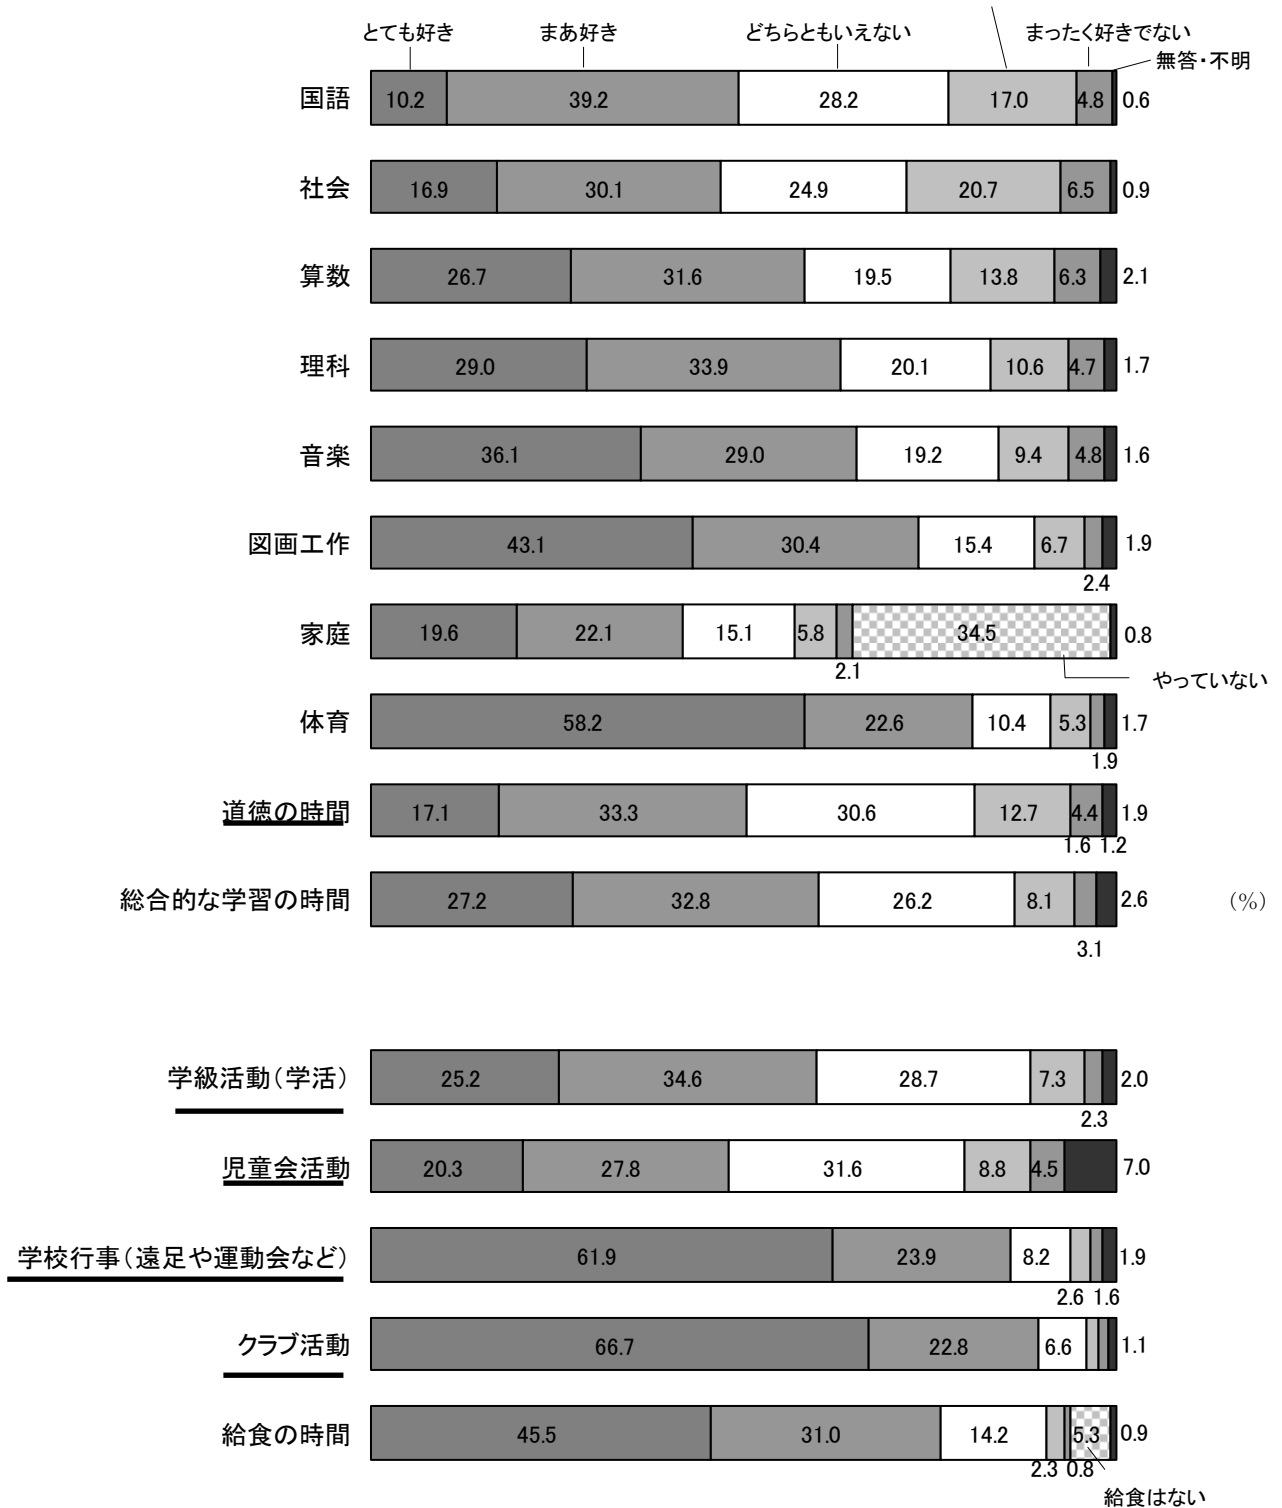 とても好き まあ好き どちらともいえない まったく好きでない
無答・不明
国語 10.2 39.2 28.2 17.0 4.8 0.6
社会 16.9 30.1 24.9 20.7 6.5 0.9
算数 26.7 31.6 19.5 13.8 6.3 2.1
理科 29.0 33.9 20.1 10.6 4.7 1.7
音楽 36.1 29.0 19.2 9.4 4.8 1.6
図画工作 43.1 30.4 15.4 6.7 1.9
2.4
家庭 19.6 22.1 15.1 5.8 34.5 0.8
2.1
やっていない
体育 58.2 22.6 10.4 5.3 1.7
1.9
道徳の時間 17.1 33.3 30.6 12.7 4.4 1.9
1.6 1.2
総合的な学習の時間 27.2 32.8 26.2 8.1 2.6 (%)
3.1
学級活動(学活) 25.2 34.6 28.7 7.3 2.0
2.3
児童会活動 20.3 27.8 31.6 8.8 4.5 7.0
学校行事(遠足や運動会など) 61.9 23.9 8.2 1.9
2.6 1.6
クラブ活動 66.7 22.8 6.6 1.1
給食の時間 45.5 31.0 14.2 5.3 0.9
2.3 0.8
給食はない